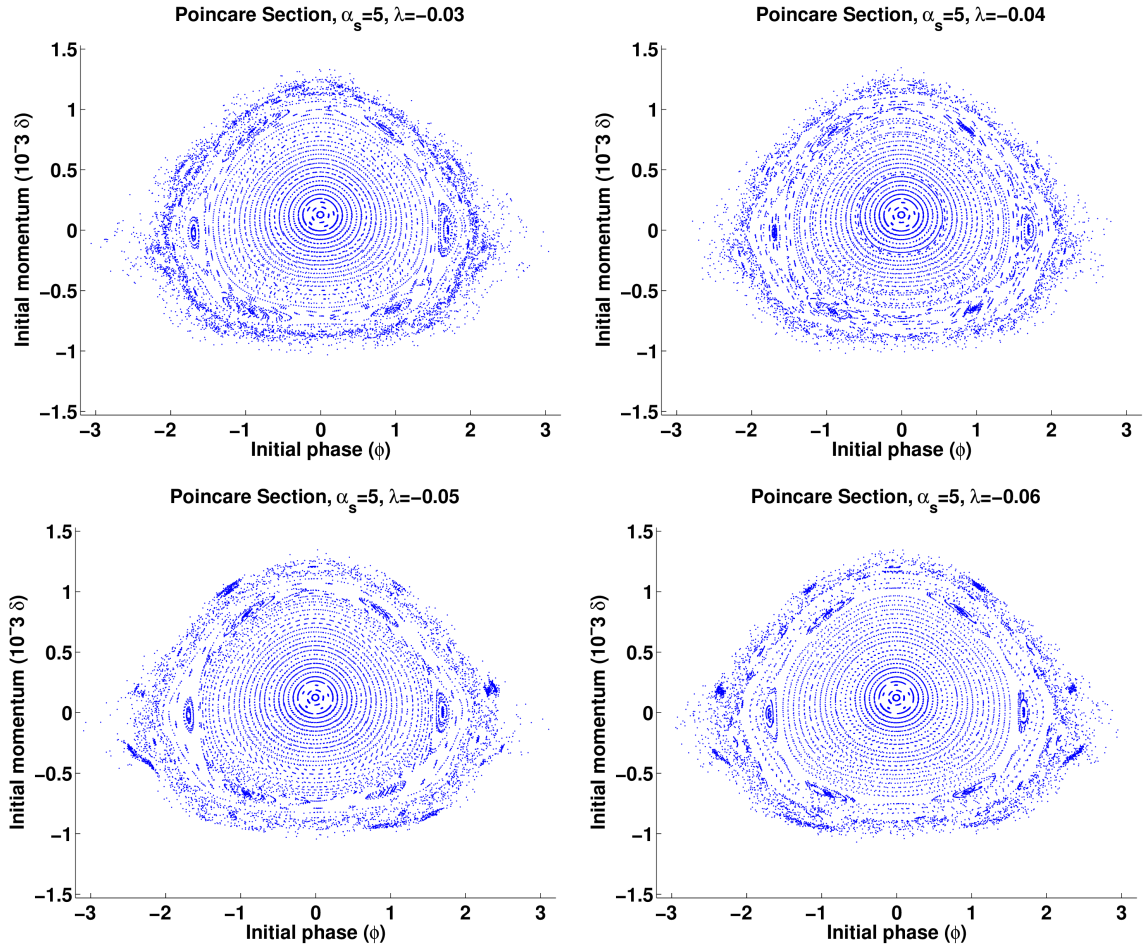 Poincare Section, αs=5, λ=−0.03
1.5
1
0.5
0
−0.5
−1
−1.5
Initial momentum (10⁻3 δ)
−3 −2 −1 0 1 2 3
Initial phase (ϕ)
Poincare Section, αs=5, λ=−0.04
1.5
1
0.5
0
−0.5
−1
−1.5
Initial momentum (10⁻3 δ)
−3 −2 −1 0 1 2 3
Initial phase (ϕ)
Poincare Section, αs=5, λ=−0.05
1.5
1
0.5
0
−0.5
−1
−1.5
Initial momentum (10⁻3 δ)
−3 −2 −1 0 1 2 3
Initial phase (ϕ)
Poincare Section, αs=5, λ=−0.06
1.5
1
0.5
0
−0.5
−1
−1.5
Initial momentum (10⁻3 δ)
−3 −2 −1 0 1 2 3
Initial phase (ϕ)